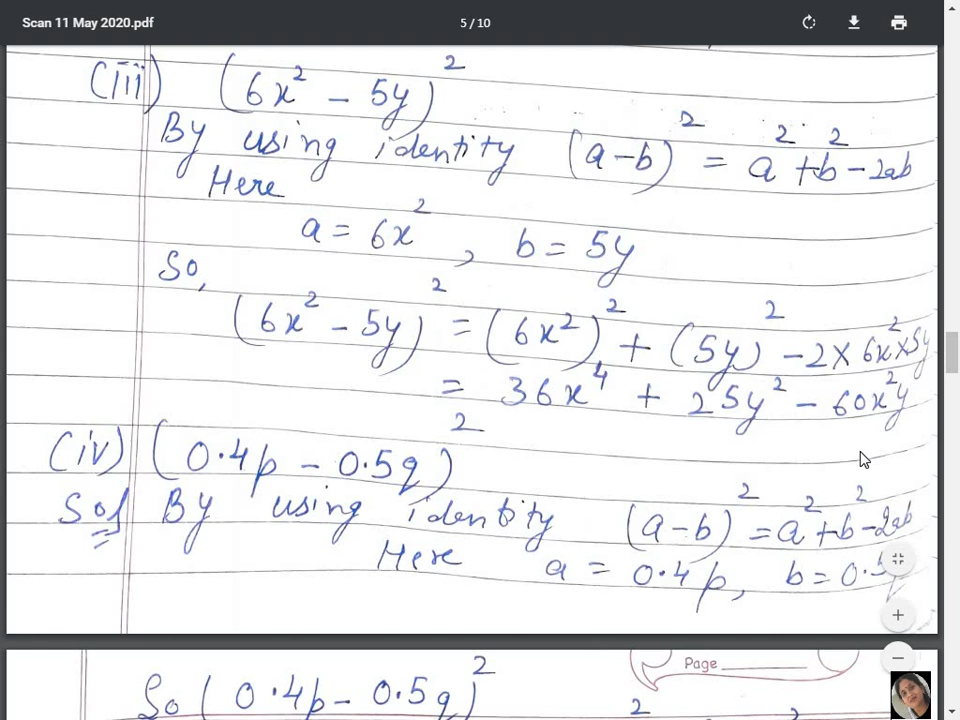 Scan 11 May 2020.pdf
5 / 10
(iii) (6x² - 5y)²
By using identity (a-b)² = a² + b² - 2ab
Here
a = 6x², b = 5y
So,
(6x² - 5y)² = (6x²)² + (5y)² - 2 × 6x² × 5y
= 36x⁴ + 25y² - 60x²y
(iv) (0.4p - 0.5q)²
Sol By using identity (a-b)² = a² + b² - 2ab
Here a = 0.4p, b = 0.5
Page
So (0.4p - 0.5q)²